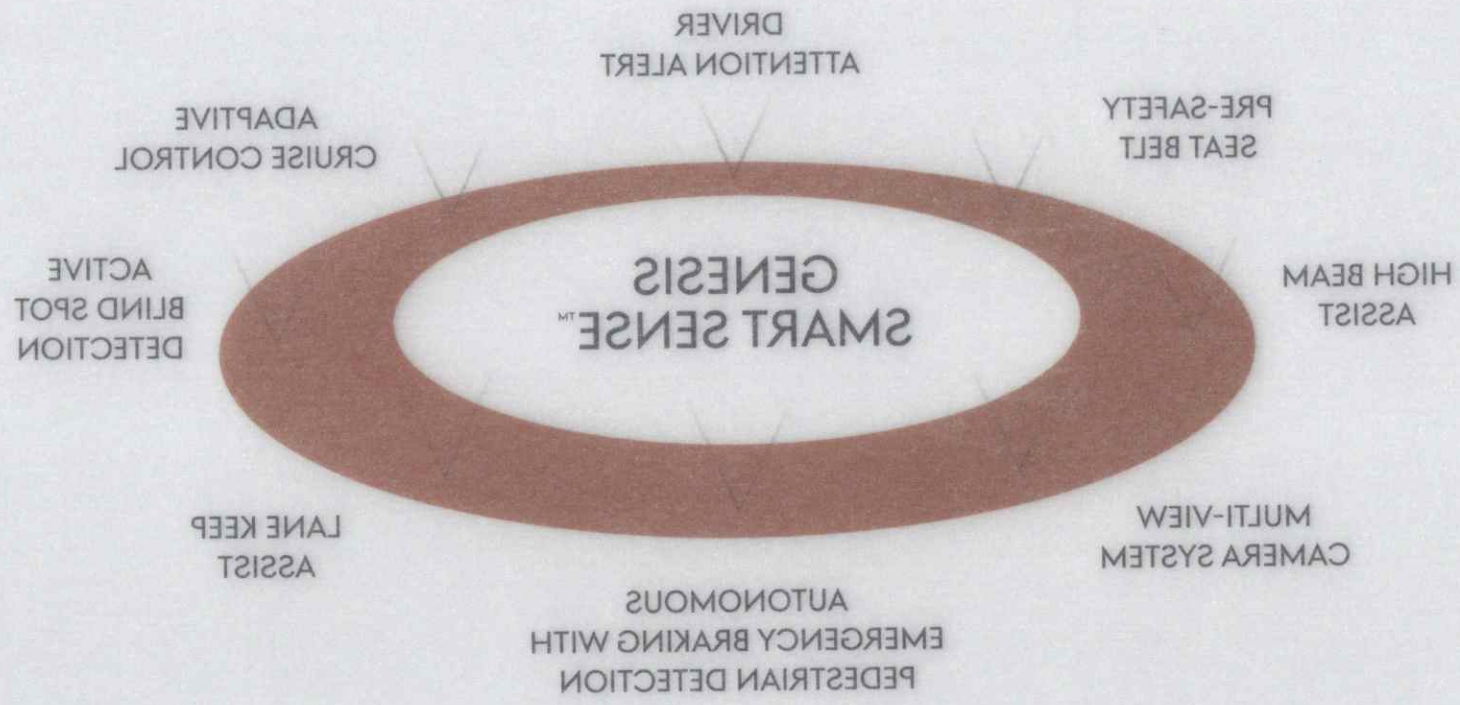 DRIVER
ATTENTION ALERT
PRE-SAFETY
SEAT BELT
ADAPTIVE
CRUISE CONTROL
HIGH BEAM
ASSIST
GENESIS
SMART SENSE™
ACTIVE
BLIND SPOT
DETECTION
MULTI-VIEW
CAMERA SYSTEM
LANE KEEP
ASSIST
AUTONOMOUS
EMERGENCY BRAKING WITH
PEDESTRIAN DETECTION